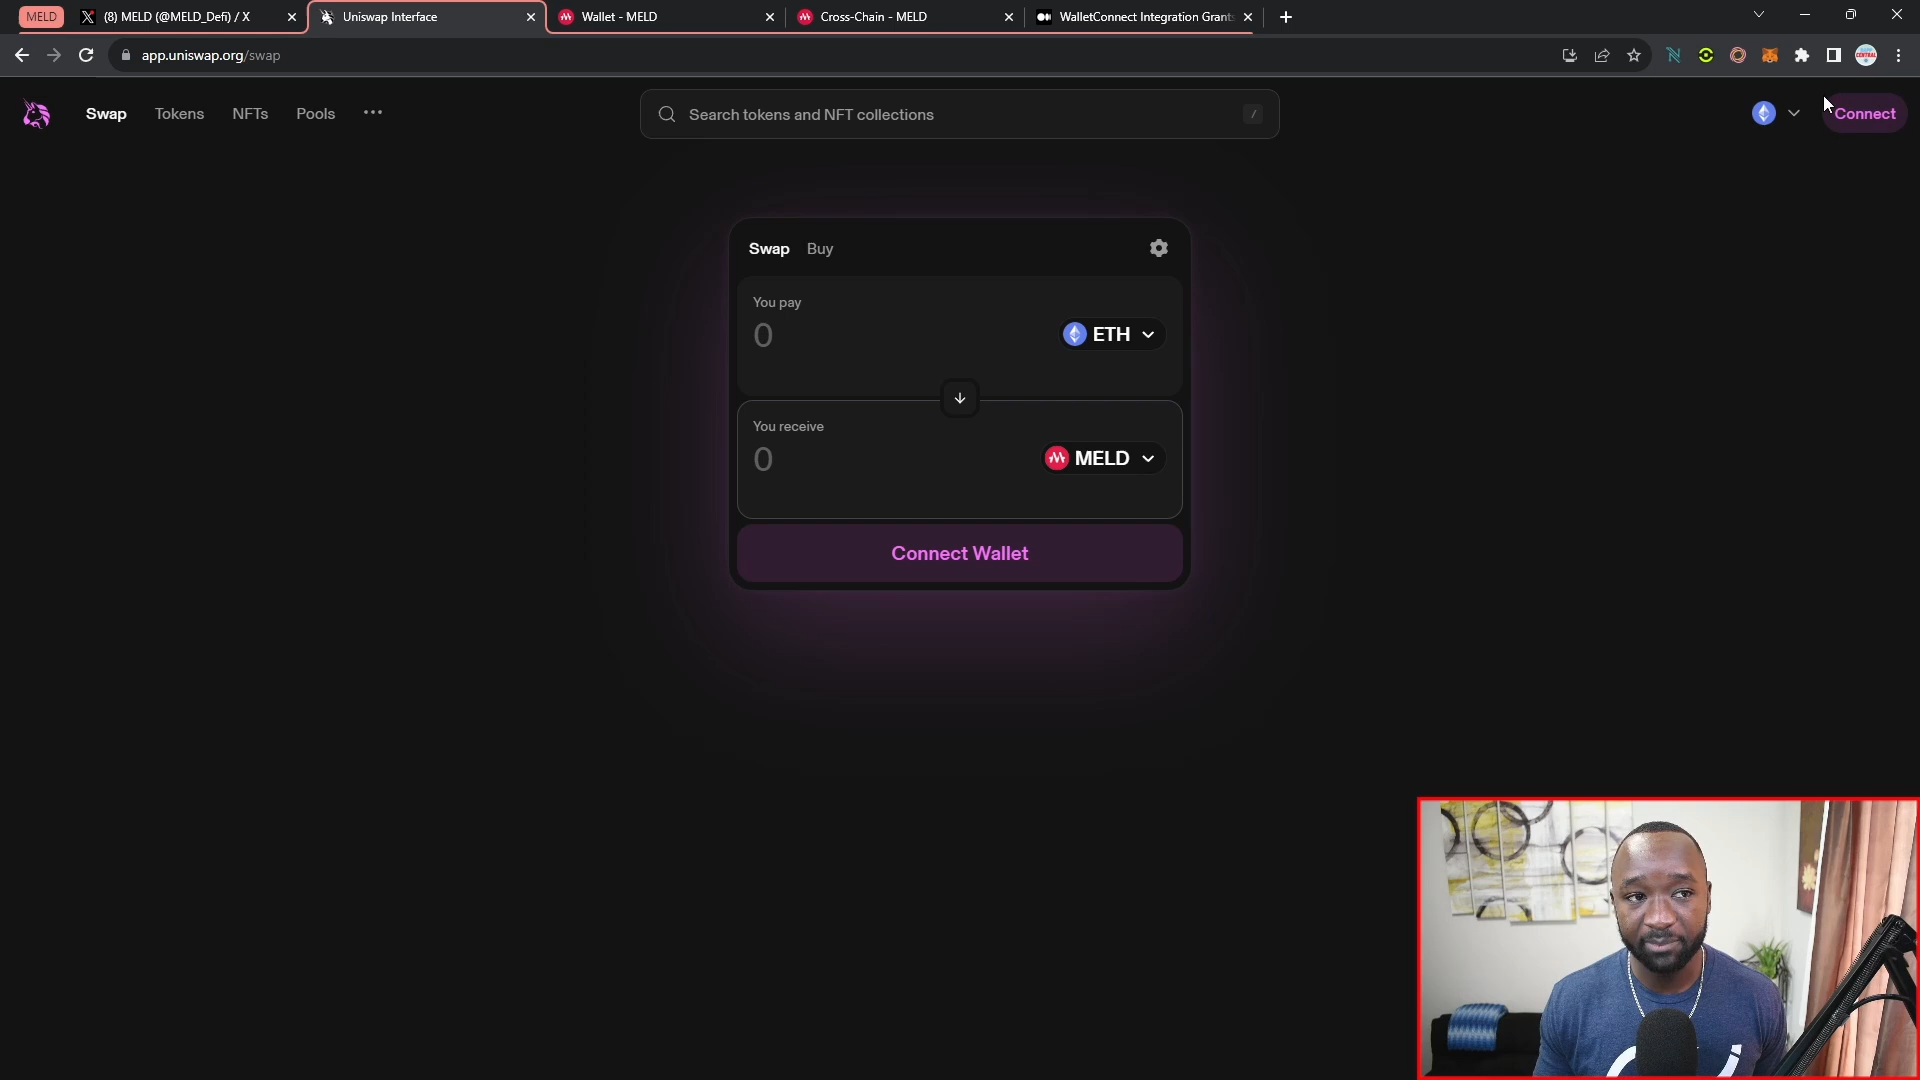 MELD
(8) MELD (@MELD_Defi) / X
Uniswap Interface
Wallet - MELD
Cross-Chain - MELD
WalletConnect Integration Grants
app.uniswap.org/swap
Swap
Tokens
NFTs
Pools
Search tokens and NFT collections
/
Connect
Swap
Buy
You pay
0
ETH
You receive
0
MELD
Connect Wallet